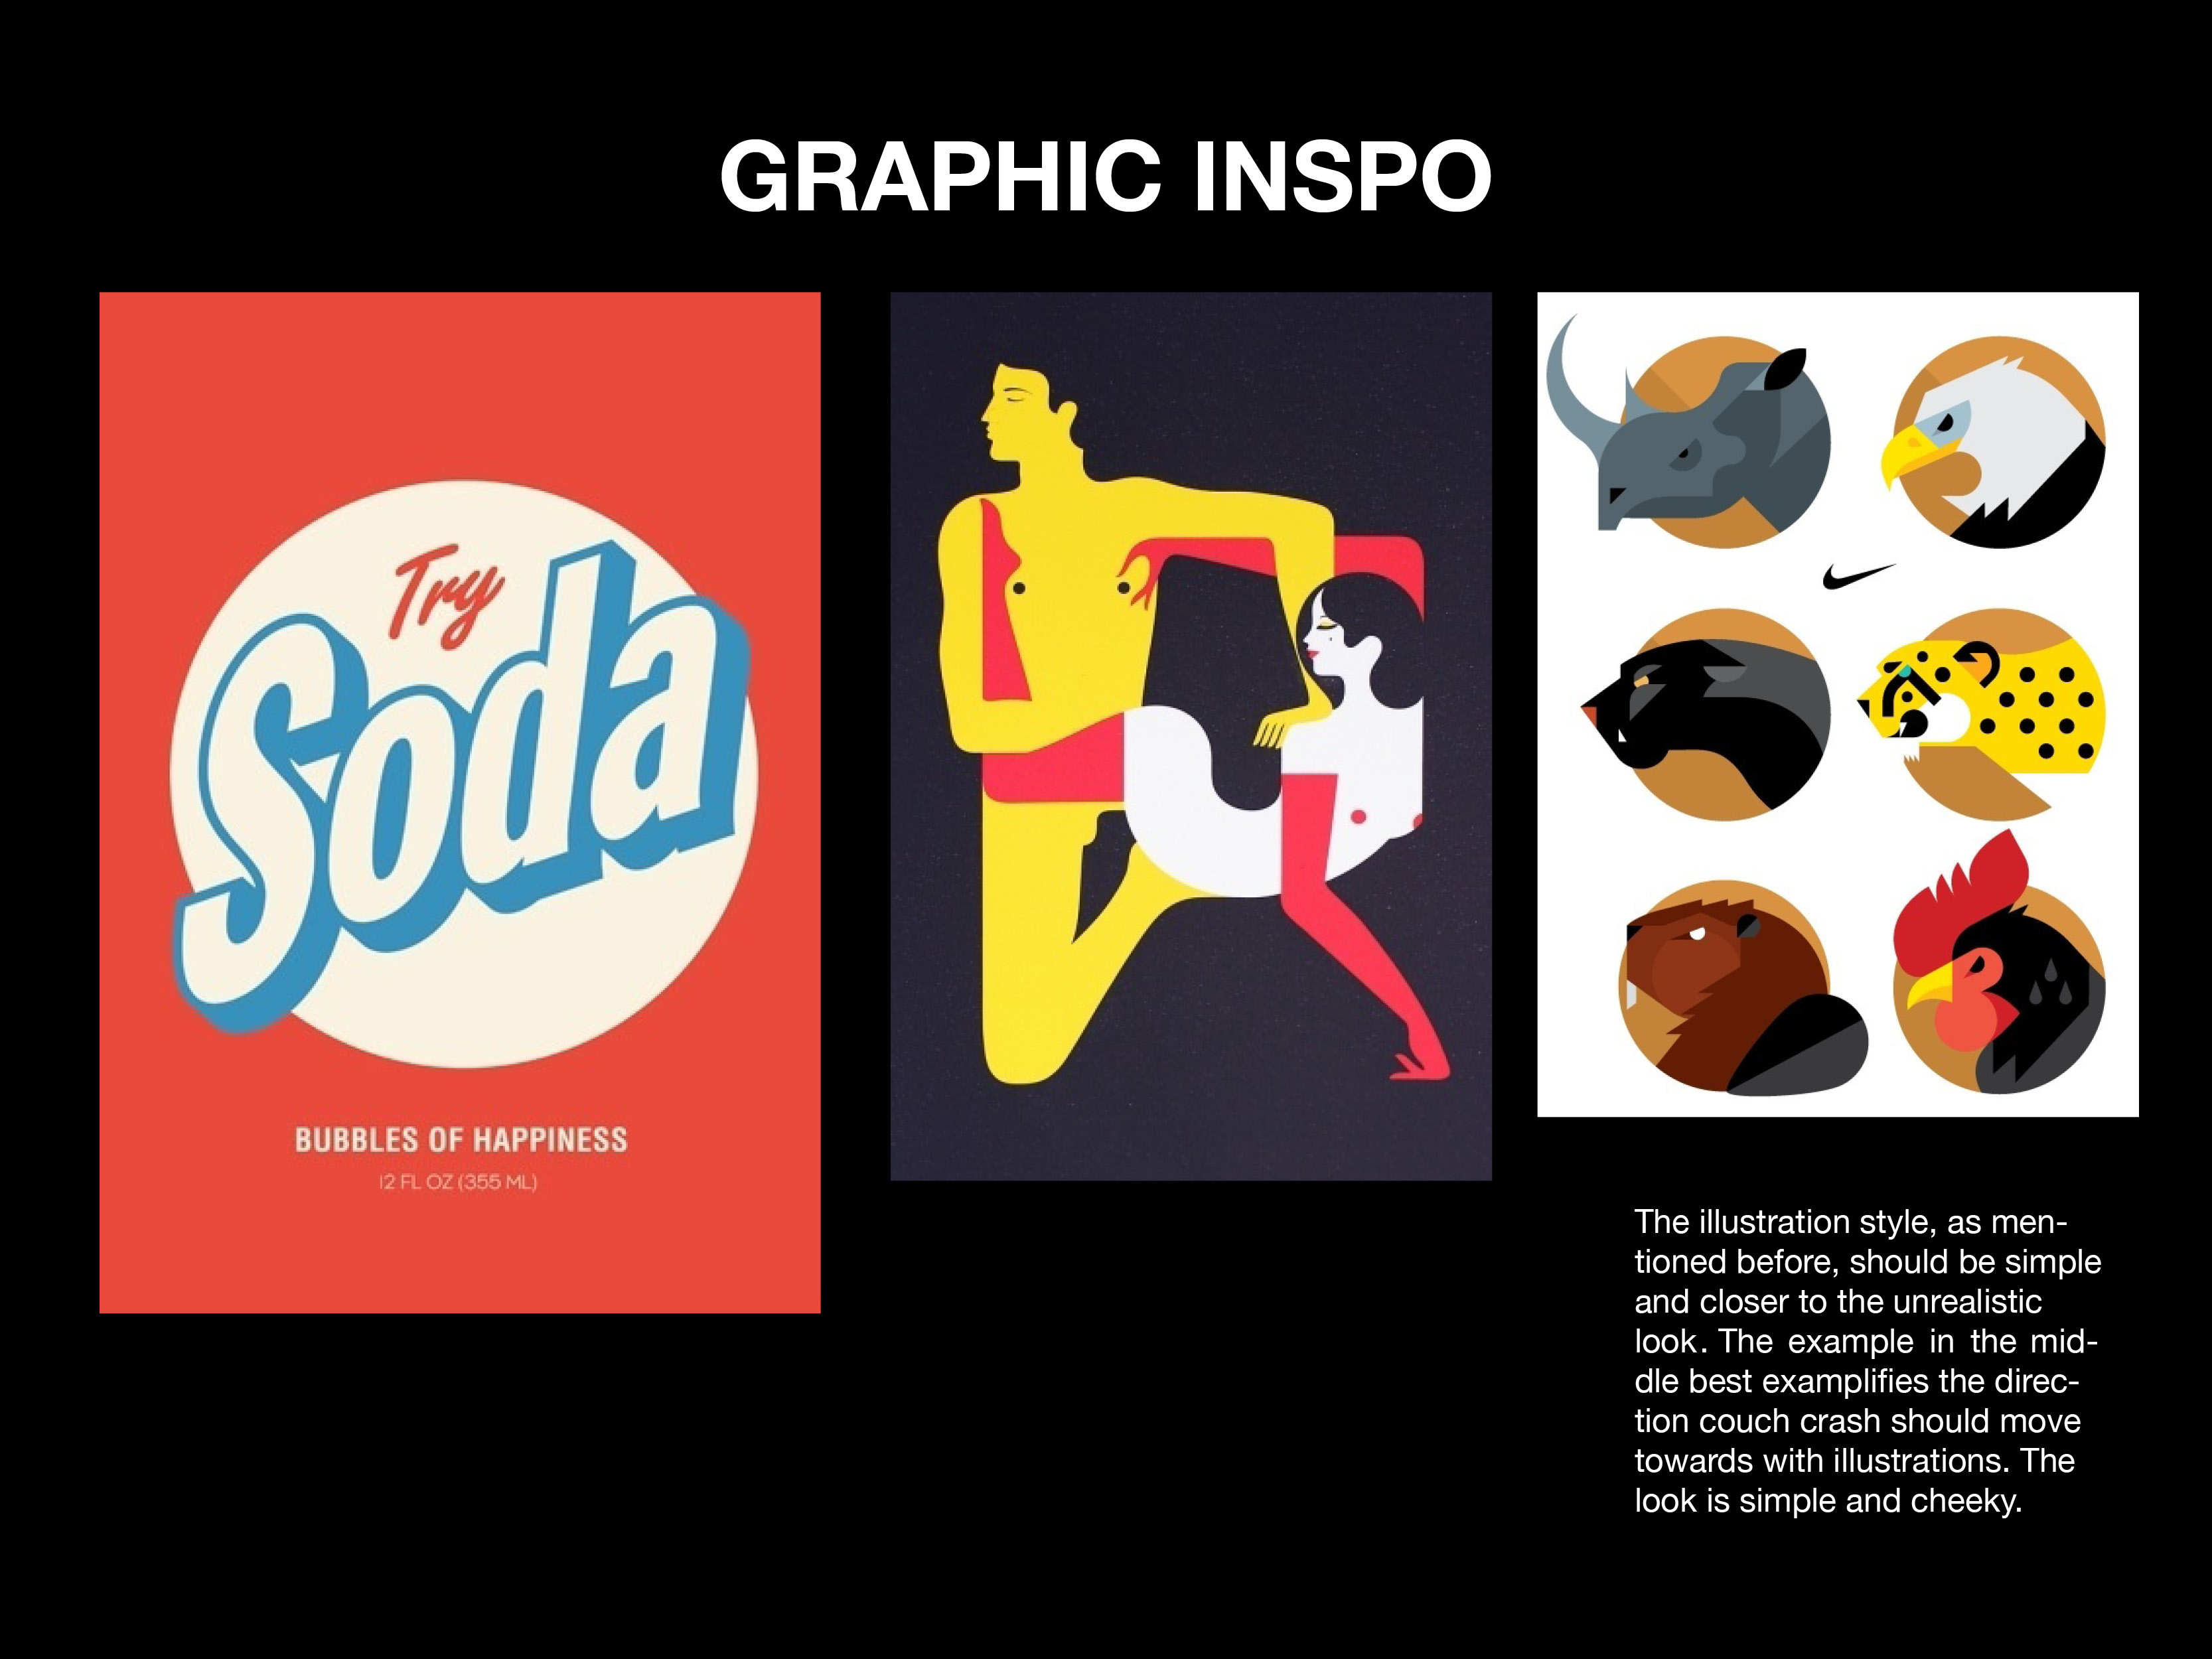 GRAPHIC INSPO
Try
Soda
BUBBLES OF HAPPINESS
12 FL OZ (355 ML)
The illustration style, as men-
tioned before, should be simple
and closer to the unrealistic
look. The example in the mid-
dle best examplifies the direc-
tion couch crash should move
towards with illustrations. The
look is simple and cheeky.